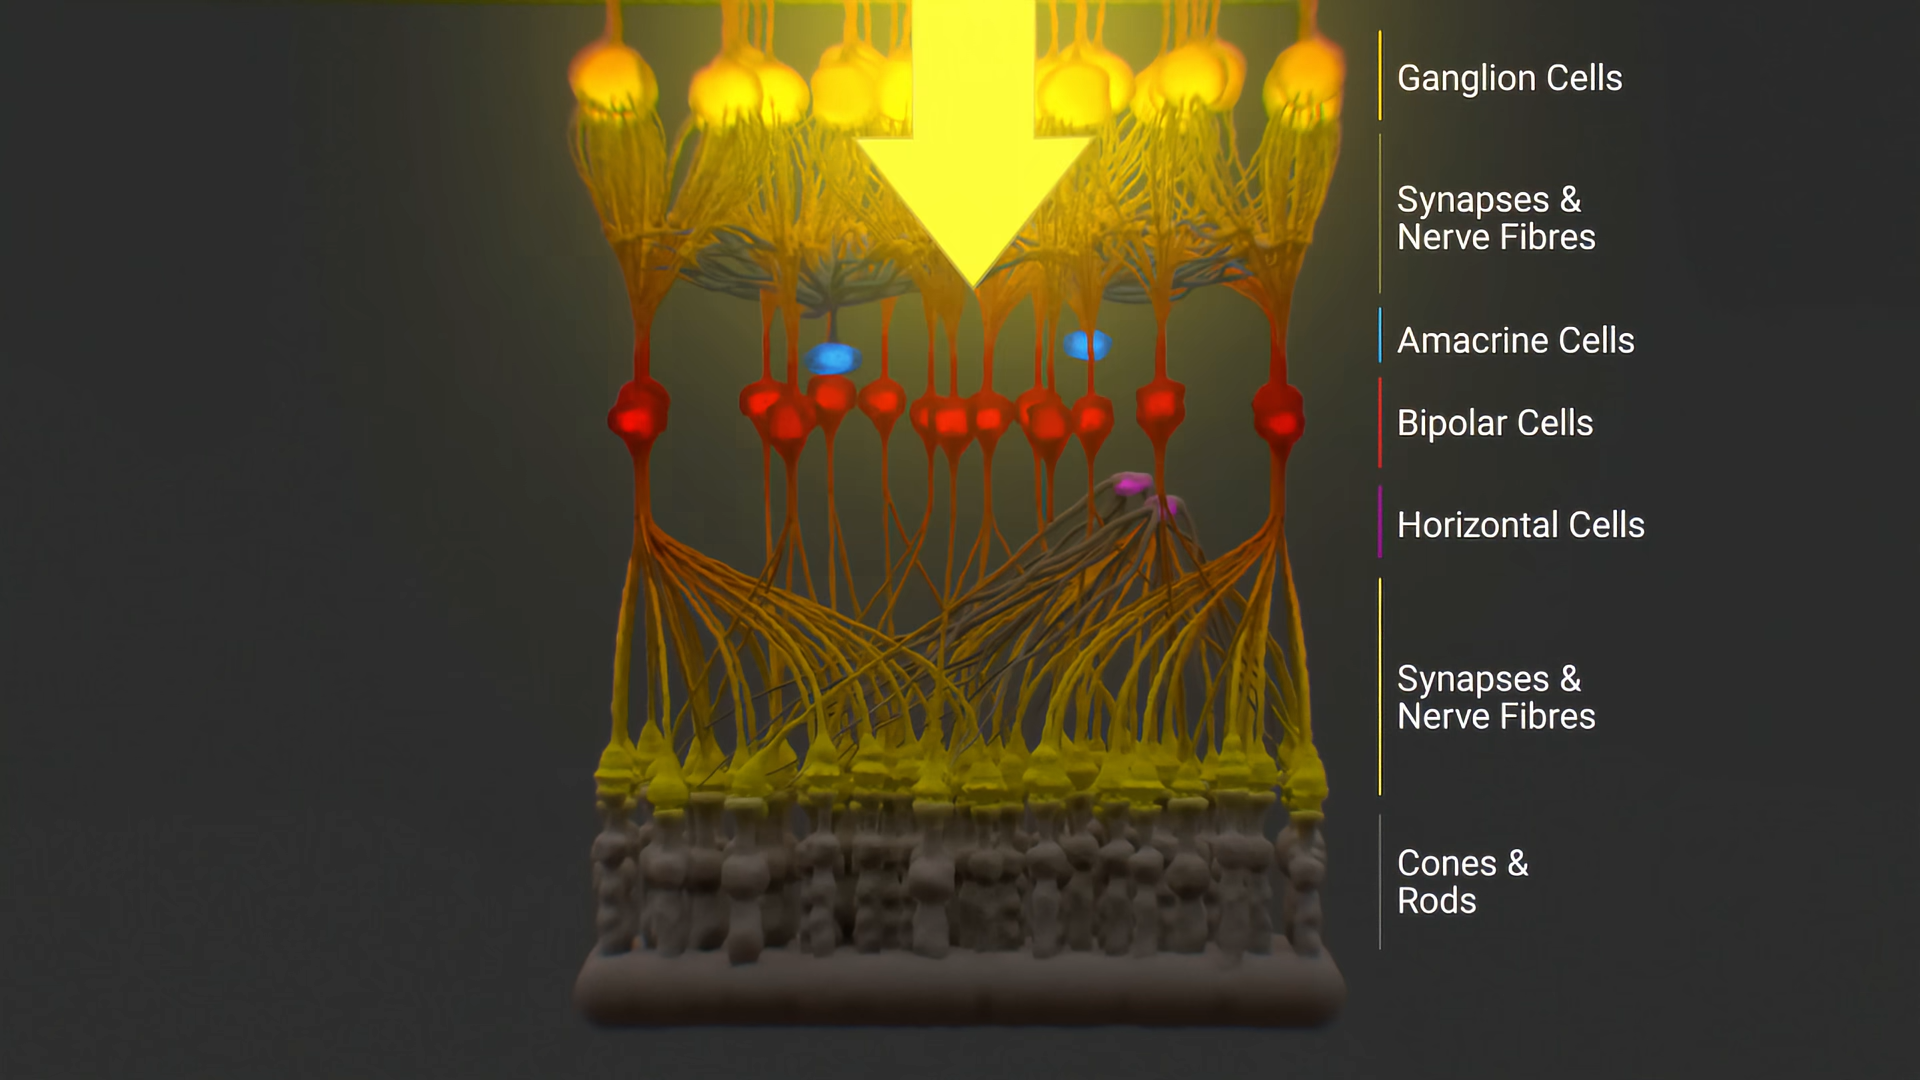 Ganglion Cells
Synapses &
Nerve Fibres
Amacrine Cells
Bipolar Cells
Horizontal Cells
Synapses &
Nerve Fibres
Cones &
Rods